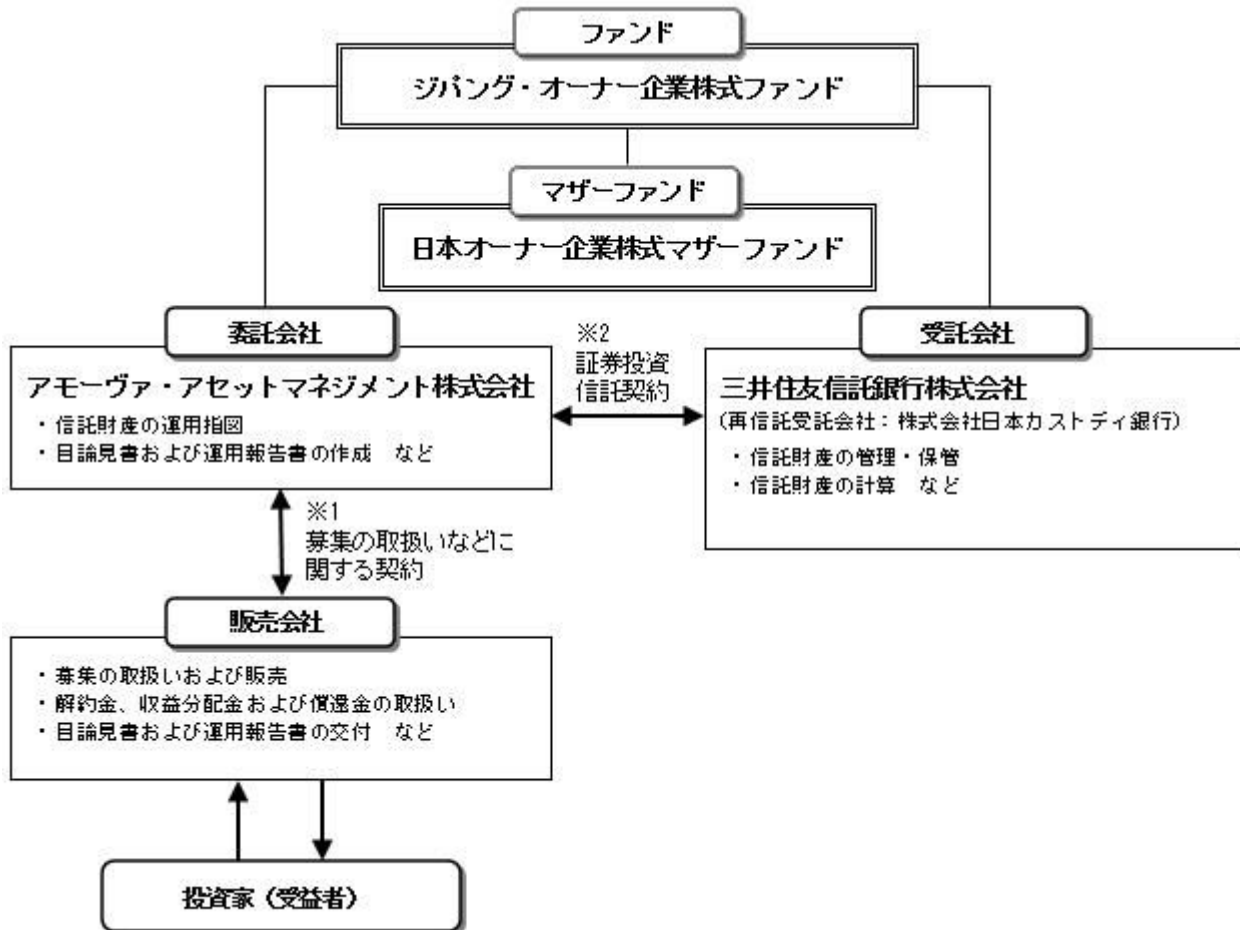 ファンド
ジパング・オーナー企業株式ファンド
マザーファンド
日本オーナー企業株式マザーファンド
委託会社
アモーヴァ・アセットマネジメント株式会社
・信託財産の運用指図
・目論見書および運用報告書の作成　など
※2
証券投資
信託契約
受託会社
三井住友信託銀行株式会社
(再信託受託会社：株式会社日本カストディ銀行)
・信託財産の管理・保管
・信託財産の計算　など
※1
募集の取扱いなどに
関する契約
販売会社
・募集の取扱いおよび販売
・解約金、収益分配金および償還金の取扱い
・目論見書および運用報告書の交付　など
投資家（受益者）